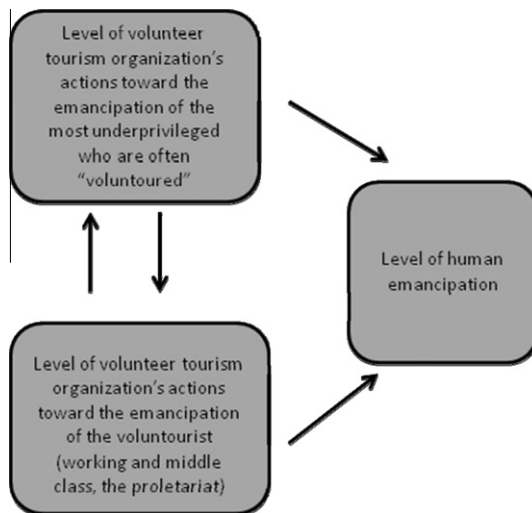 Level of volunteer
tourism organization's
actions toward the
emancipation of the
most underprivileged
who are often
"voluntoured"
Level of human
emancipation
Level of volunteer tourism
organization's actions
toward the emancipation
of the voluntourist
(working and middle
class, the proletariat)